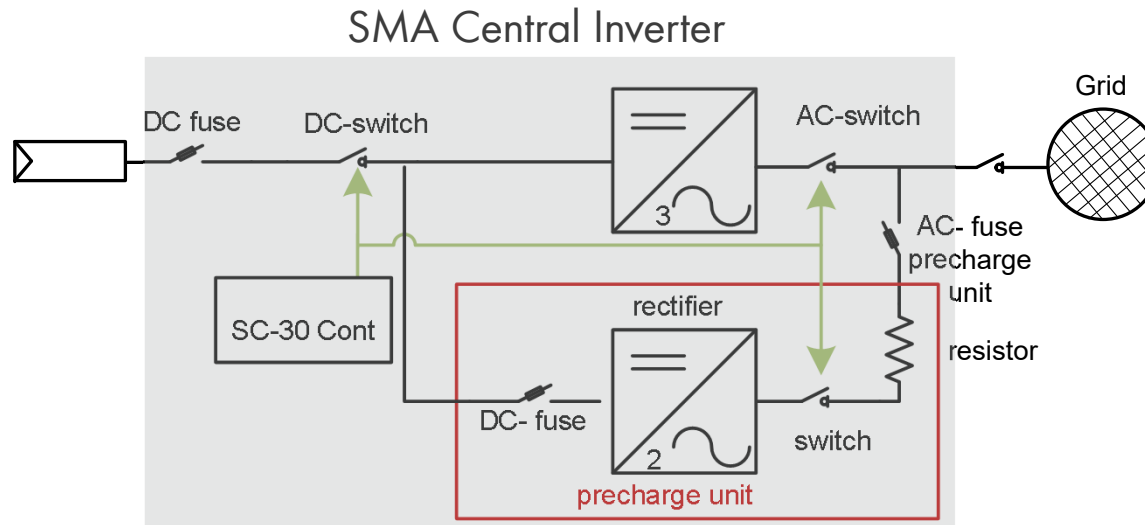 SMA Central Inverter
Grid
DC fuse
DC-switch
AC-switch
3
AC- fuse
precharge
unit
SC-30 Cont
rectifier
resistor
DC- fuse
2
switch
precharge unit